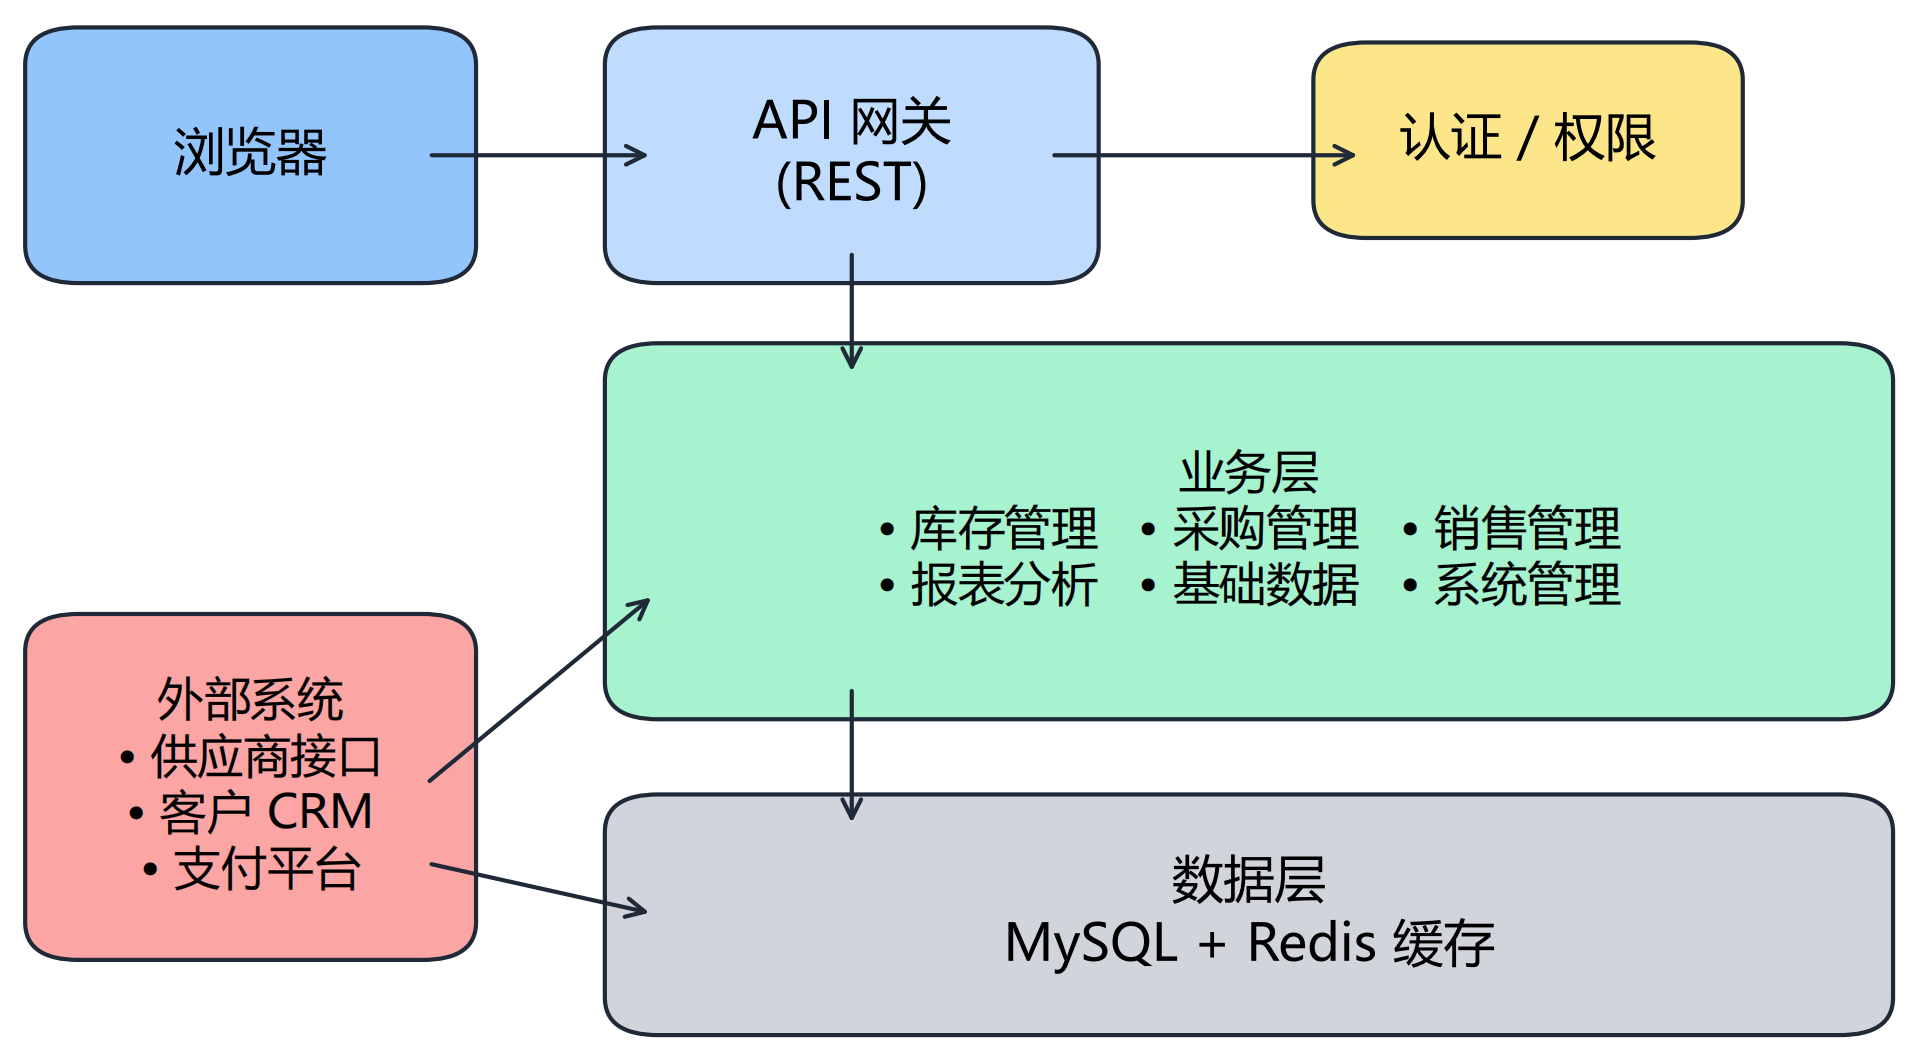 浏览器
API 网关
(REST)
认证 / 权限
业务层
• 库存管理 • 采购管理 • 销售管理
• 报表分析 • 基础数据 • 系统管理
外部系统
• 供应商接口
• 客户 CRM
• 支付平台
数据层
MySQL + Redis 缓存